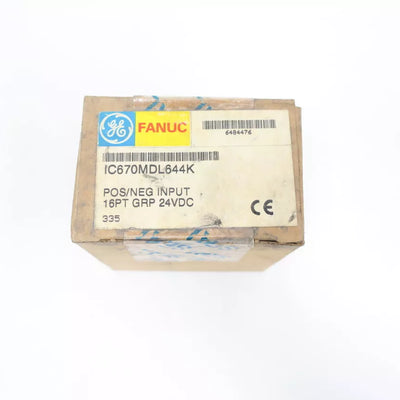 GE FANUC
6484476
IC670MDL644K
POS/NEG INPUT
16PT GRP 24VDC
335
CE